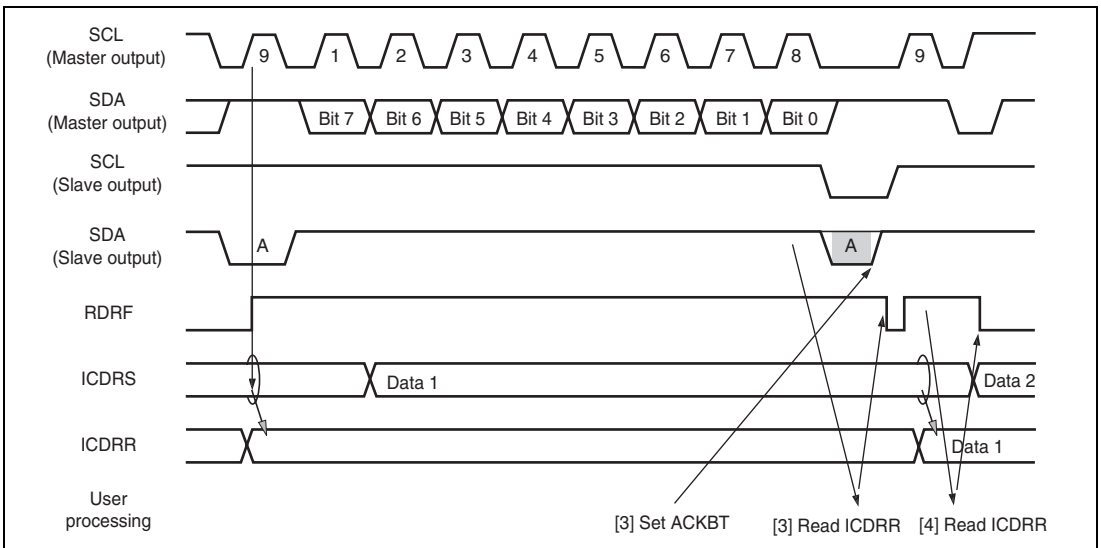 SCL
(Master output)
9 1 2 3 4 5 6 7 8 9
SDA
(Master output)
Bit 7 Bit 6 Bit 5 Bit 4 Bit 3 Bit 2 Bit 1 Bit 0
SCL
(Slave output)
SDA
(Slave output)
A A
RDRF
ICDRS
Data 1 Data 2
ICDRR
Data 1
User
processing
[3] Set ACKBT [3] Read ICDRR [4] Read ICDRR